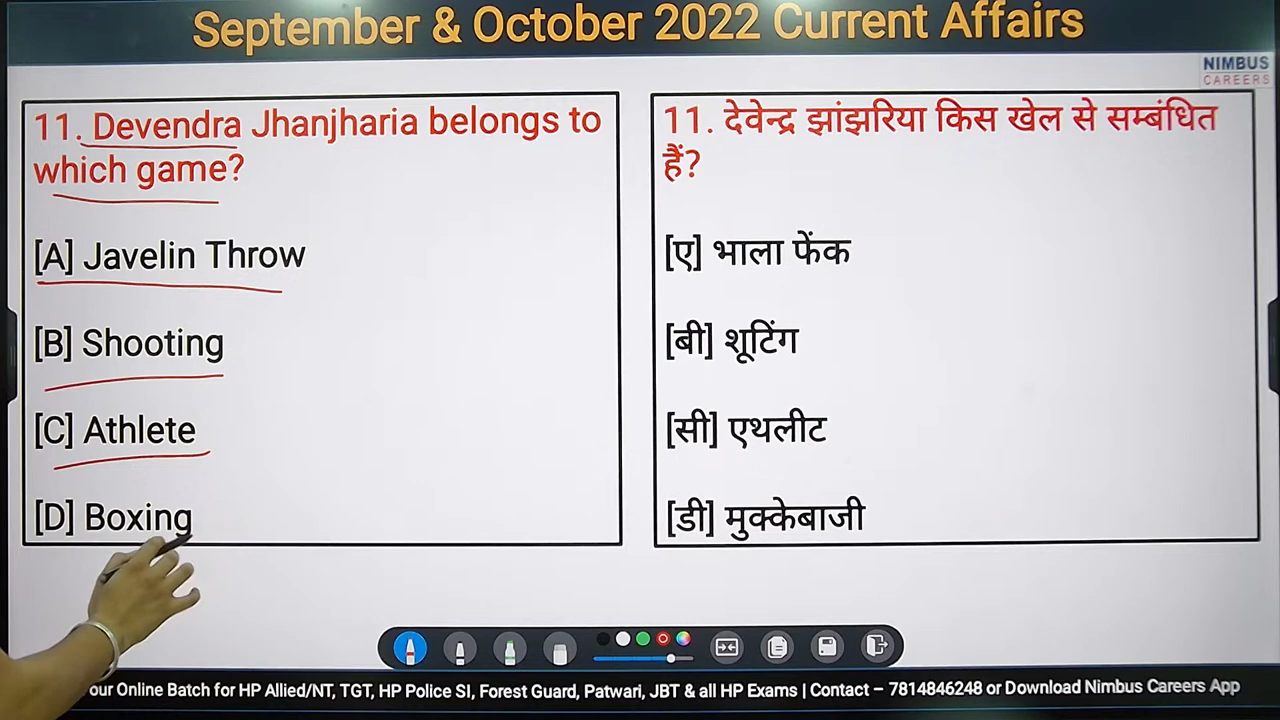 September & October 2022 Current Affairs
NIMBUS
CAREERS
11. Devendra Jhanjharia belongs to
which game?
[A] Javelin Throw
[B] Shooting
[C] Athlete
[D] Boxing
11. देवेन्द्र झांझरिया किस खेल से सम्बंधित
हैं?
[ए] भाला फेंक
[बी] शूटिंग
[सी] एथलीट
[डी] मुक्केबाजी
our Online Batch for HP Allied/NT, TGT, HP Police SI, Forest Guard, Patwari, JBT & all HP Exams | Contact – 7814846248 or Download Nimbus Careers App